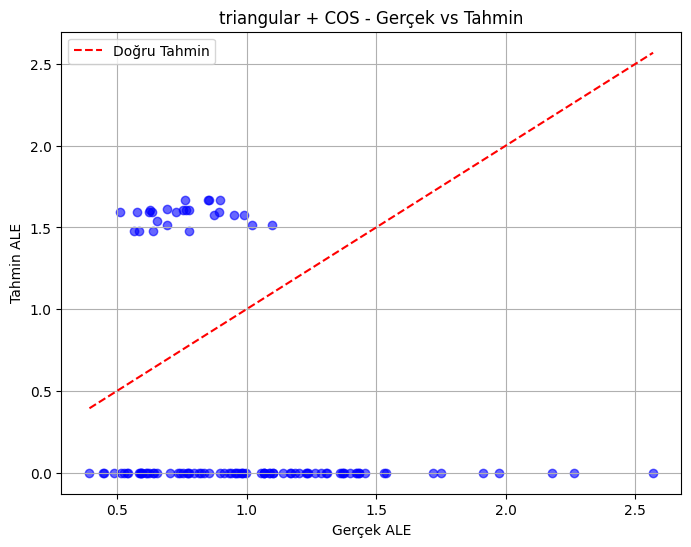 triangular + COS - Gerçek vs Tahmin
Doğru Tahmin
2.5
2.0
1.5
1.0
0.5
0.0
Tahmin ALE
0.5
1.0
1.5
2.0
2.5
Gerçek ALE